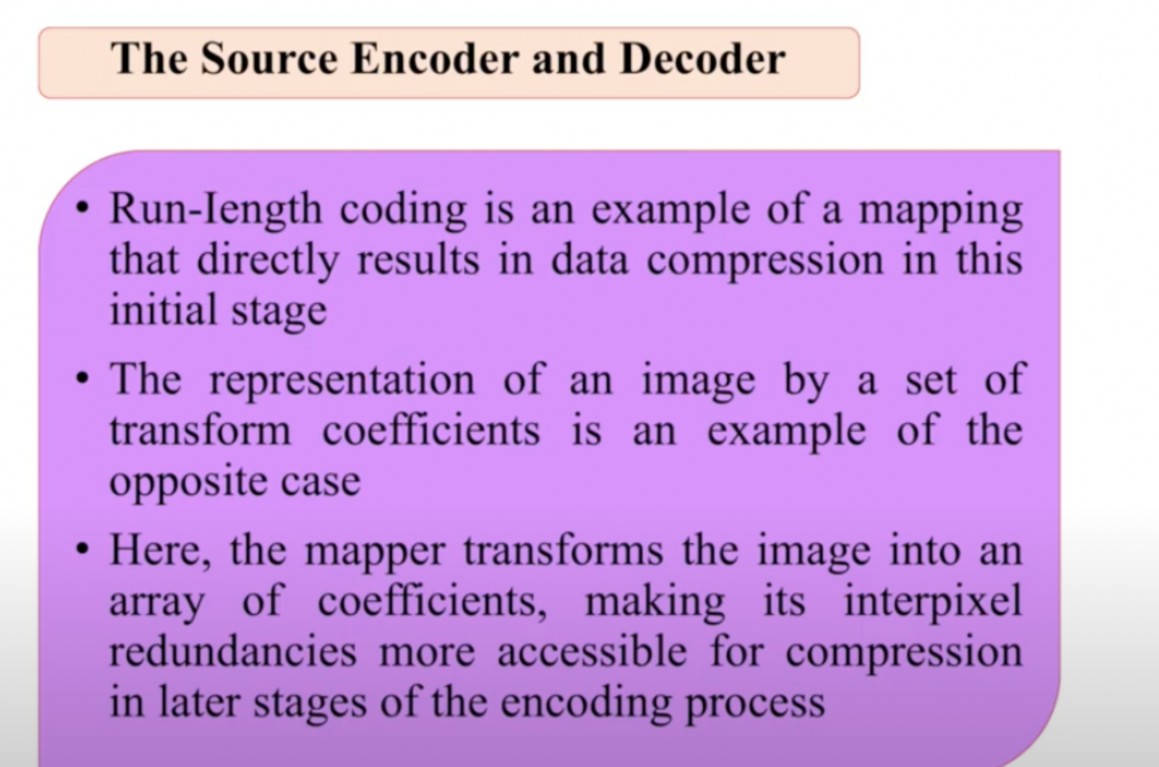 The Source Encoder and Decoder
• Run-Iength coding is an example of a mapping
that directly results in data compression in this
initial stage
• The representation of an image by a set of
transform coefficients is an example of the
opposite case
• Here, the mapper transforms the image into an
array of coefficients, making its interpixel
redundancies more accessible for compression
in later stages of the encoding process